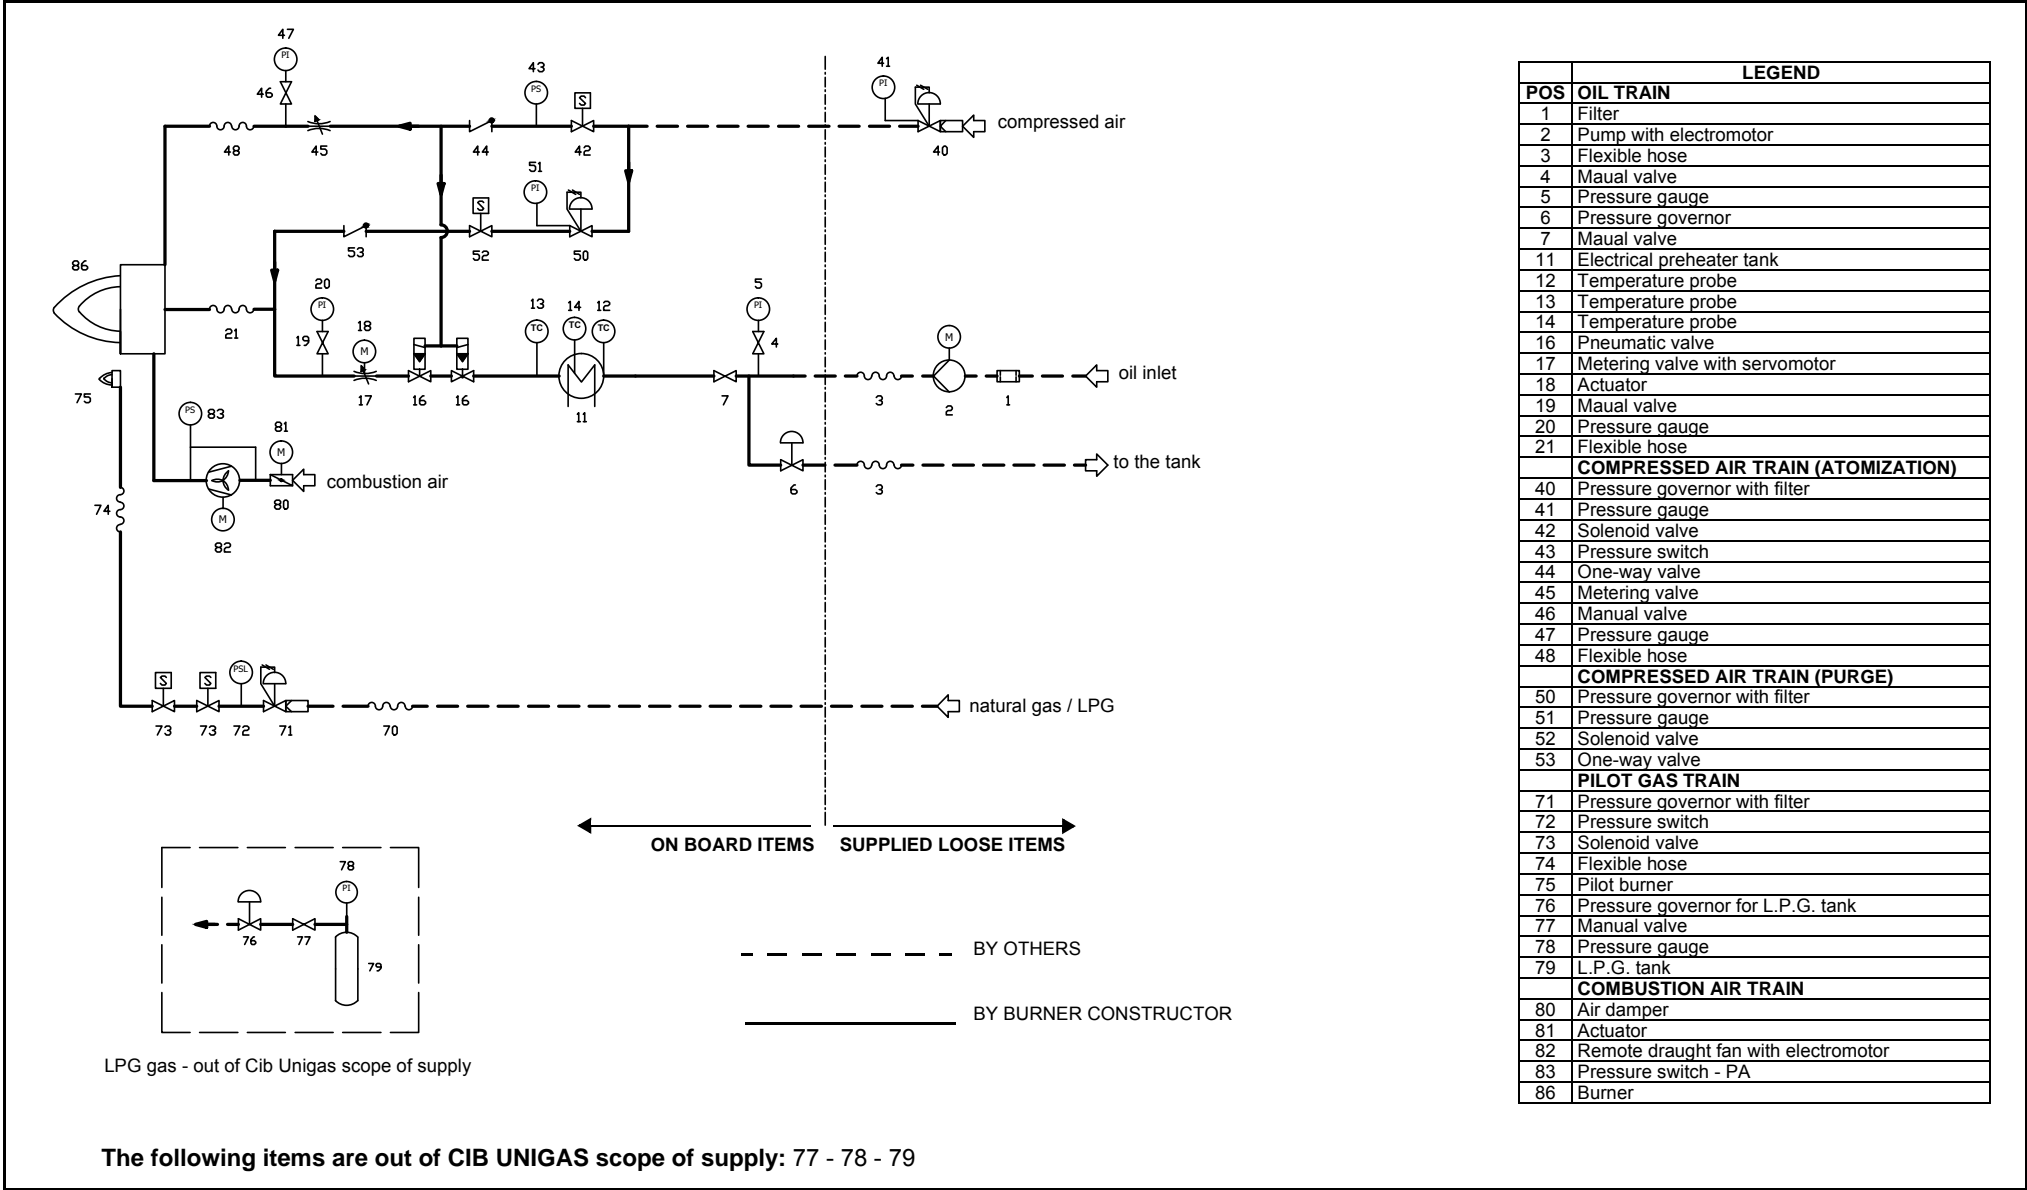 47
PI
46
48
45
44
43
PS
S
42
41
PI
40
compressed air
51
PI
S
53
52
50
86
20
PI
19
21
18
M
17
16
16
13
TC
14
TC
12
TC
11
5
PI
4
7
3
M
2
1
oil inlet
6
3
to the tank
75
PS
83
81
M
80
combustion air
M
82
74
S
S
PSL
73
73
72
71
70
natural gas / LPG
ON BOARD ITEMS
SUPPLIED LOOSE ITEMS
78
PI
76
77
79
LPG gas - out of Cib Unigas scope of supply
BY OTHERS
BY BURNER CONSTRUCTOR
The following items are out of CIB UNIGAS scope of supply: 77 - 78 - 79
LEGEND
POS OIL TRAIN
1 Filter
2 Pump with electromotor
3 Flexible hose
4 Maual valve
5 Pressure gauge
6 Pressure governor
7 Maual valve
11 Electrical preheater tank
12 Temperature probe
13 Temperature probe
14 Temperature probe
16 Pneumatic valve
17 Metering valve with servomotor
18 Actuator
19 Maual valve
20 Pressure gauge
21 Flexible hose
COMPRESSED AIR TRAIN (ATOMIZATION)
40 Pressure governor with filter
41 Pressure gauge
42 Solenoid valve
43 Pressure switch
44 One-way valve
45 Metering valve
46 Manual valve
47 Pressure gauge
48 Flexible hose
COMPRESSED AIR TRAIN (PURGE)
50 Pressure governor with filter
51 Pressure gauge
52 Solenoid valve
53 One-way valve
PILOT GAS TRAIN
71 Pressure governor with filter
72 Pressure switch
73 Solenoid valve
74 Flexible hose
75 Pilot burner
76 Pressure governor for L.P.G. tank
77 Manual valve
78 Pressure gauge
79 L.P.G. tank
COMBUSTION AIR TRAIN
80 Air damper
81 Actuator
82 Remote draught fan with electromotor
83 Pressure switch - PA
86 Burner